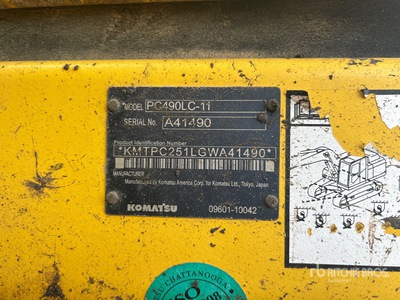 MODEL PC490LC-11
SERIAL No. A41490
Product Identification Number
*KMTPC251LGWA41490*
MANUFACTURER
Manufactured by Komatsu America Corp. for Komatsu Ltd., Tokyo, Japan
KOMATSU 09601-10042
CHATTANOOGA
rb RITCHIE BROS.